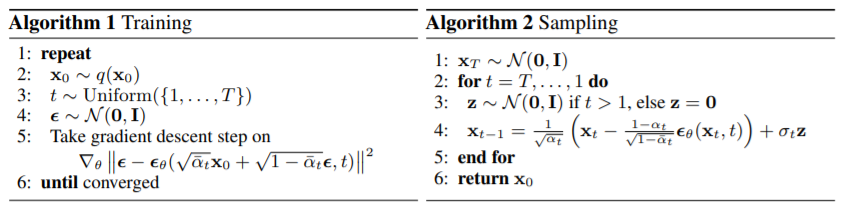 Algorithm 1 Training
1: repeat
2: x₀ ∼ q(x₀)
3: t ∼ Uniform({1, . . . , T})
4: ϵ ∼ 𝒩(0, I)
5: Take gradient descent step on
∇_θ ‖ϵ − ϵ_θ(√ᾱ_t x₀ + √(1 − ᾱ_t) ϵ, t)‖²
6: until converged
Algorithm 2 Sampling
1: x_T ∼ 𝒩(0, I)
2: for t = T, . . . , 1 do
3: z ∼ 𝒩(0, I) if t > 1, else z = 0
4: x_{t−1} = 1/√α_t (x_t − (1−α_t)/√(1−ᾱ_t) ϵ_θ(x_t, t)) + σ_t z
5: end for
6: return x₀